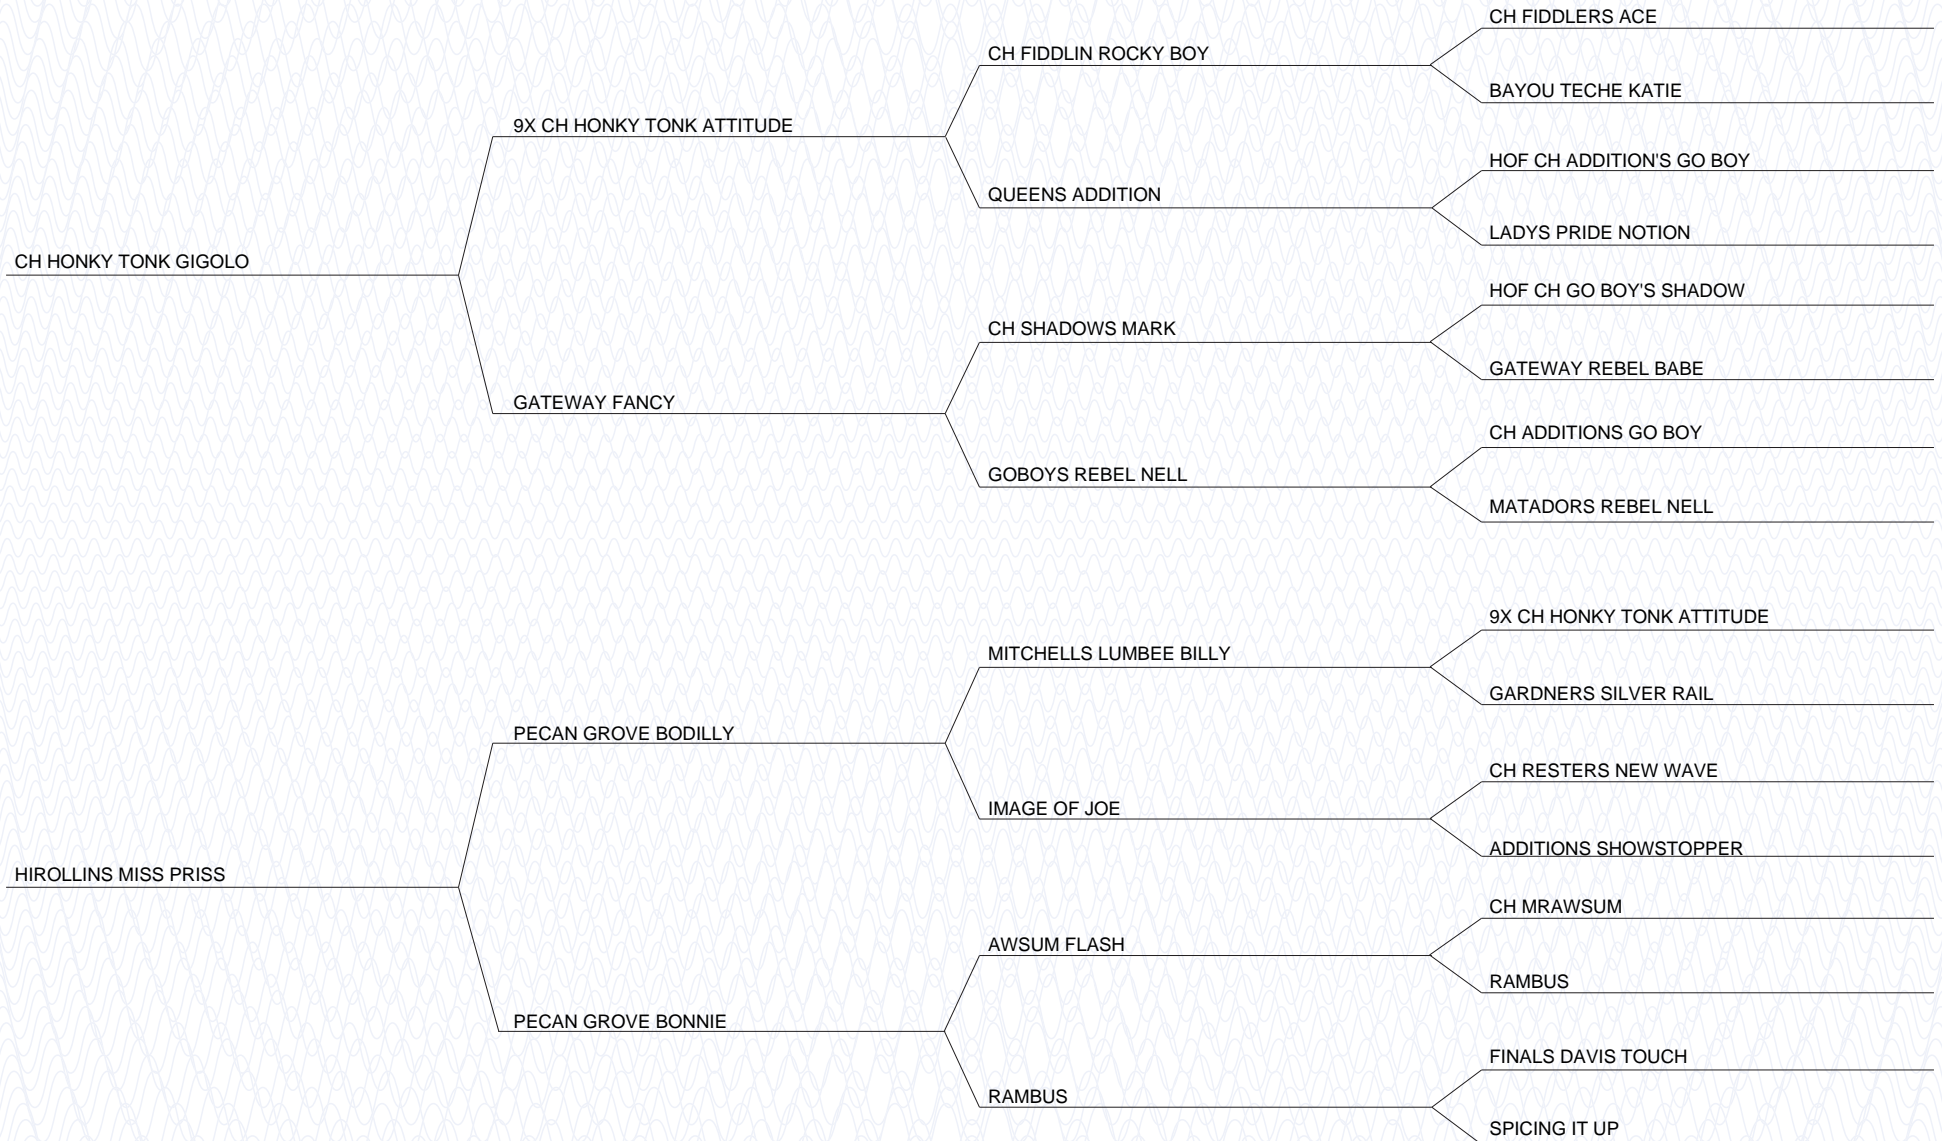 CH FIDDLERS ACE
CH FIDDLIN ROCKY BOY
BAYOU TECHE KATIE
9X CH HONKY TONK ATTITUDE
HOF CH ADDITION'S GO BOY
QUEENS ADDITION
LADYS PRIDE NOTION
CH HONKY TONK GIGOLO
HOF CH GO BOY'S SHADOW
CH SHADOWS MARK
GATEWAY REBEL BABE
GATEWAY FANCY
CH ADDITIONS GO BOY
GOBOYS REBEL NELL
MATADORS REBEL NELL
9X CH HONKY TONK ATTITUDE
MITCHELLS LUMBEE BILLY
GARDNERS SILVER RAIL
PECAN GROVE BODILLY
CH RESTERS NEW WAVE
IMAGE OF JOE
ADDITIONS SHOWSTOPPER
HIROLLINS MISS PRISS
CH MRAWSUM
AWSUM FLASH
RAMBUS
PECAN GROVE BONNIE
FINALS DAVIS TOUCH
RAMBUS
SPICING IT UP